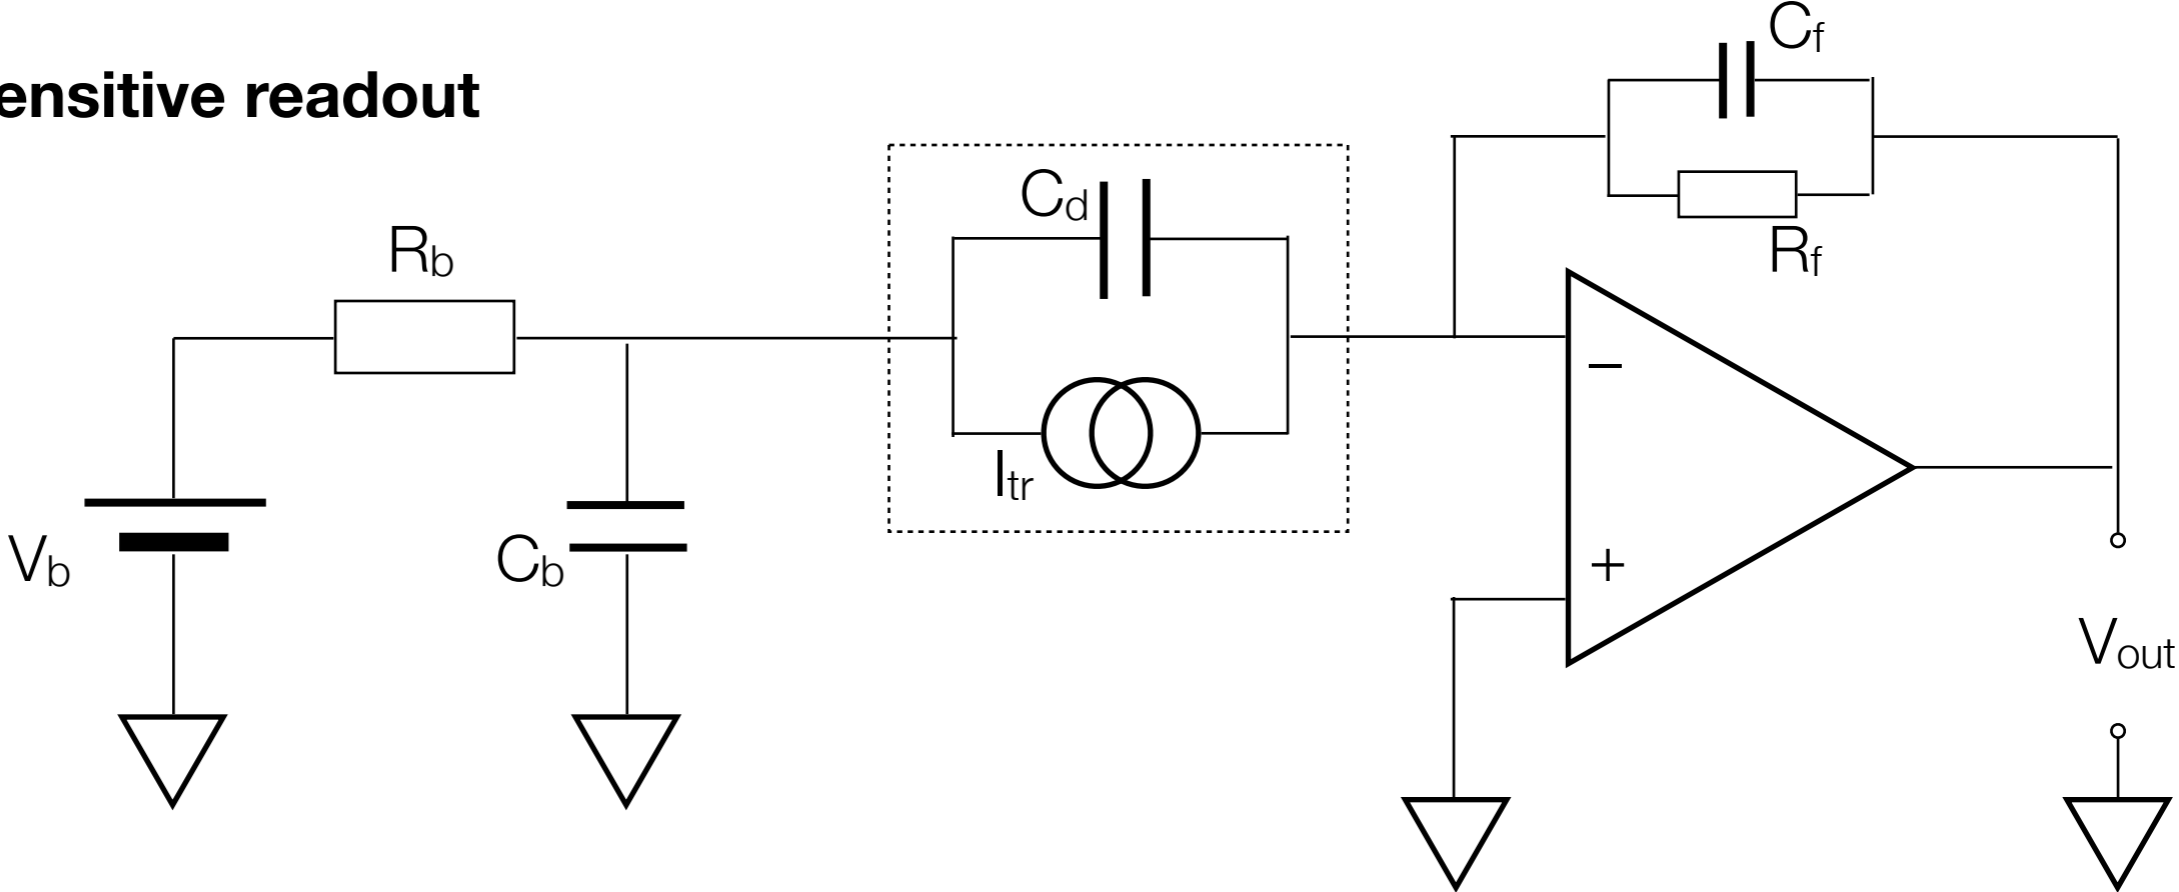 ensitive readout
Cf
Cd
Rb
Rf
Itr
−
Vb
Cb
+
Vout